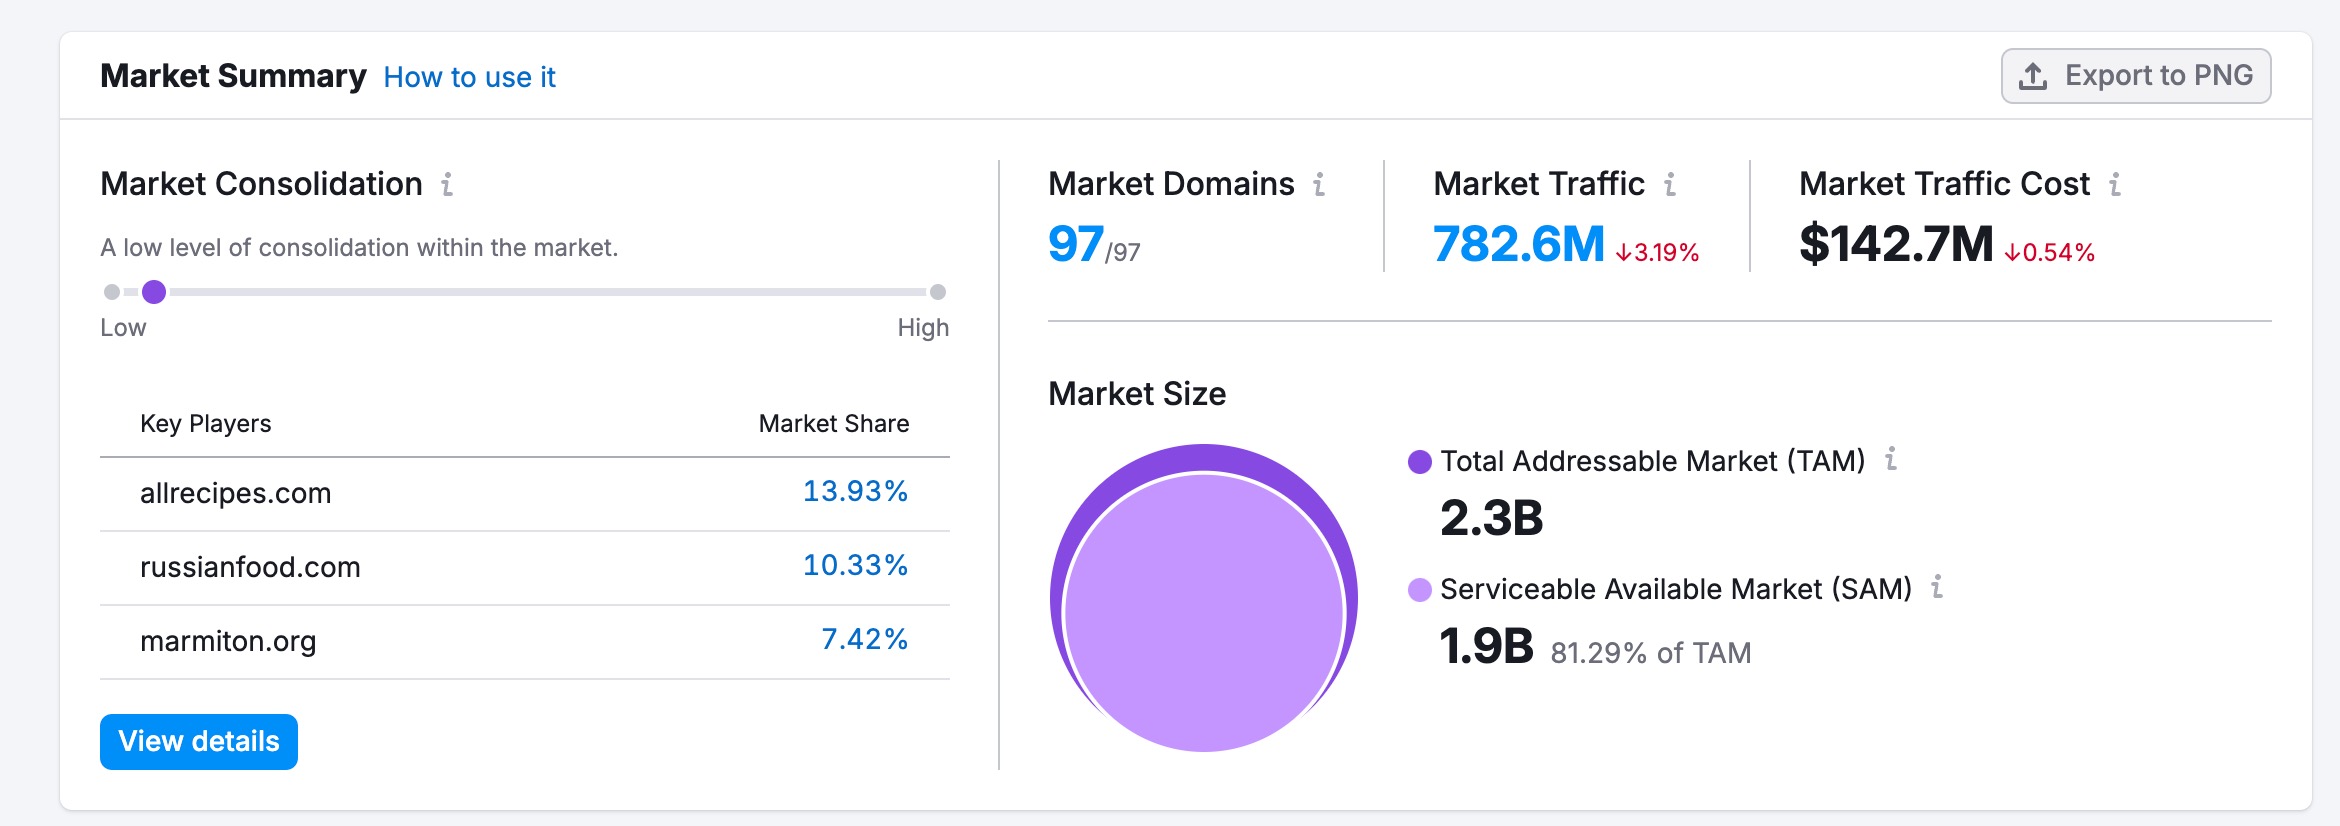 Market Summary How to use it
Export to PNG
Market Consolidation
A low level of consolidation within the market.
Low High
Key Players Market Share
allrecipes.com 13.93%
russianfood.com 10.33%
marmiton.org 7.42%
View details
Market Domains
97/97
Market Traffic
782.6M ↓3.19%
Market Traffic Cost
$142.7M ↓0.54%
Market Size
Total Addressable Market (TAM)
2.3B
Serviceable Available Market (SAM)
1.9B 81.29% of TAM